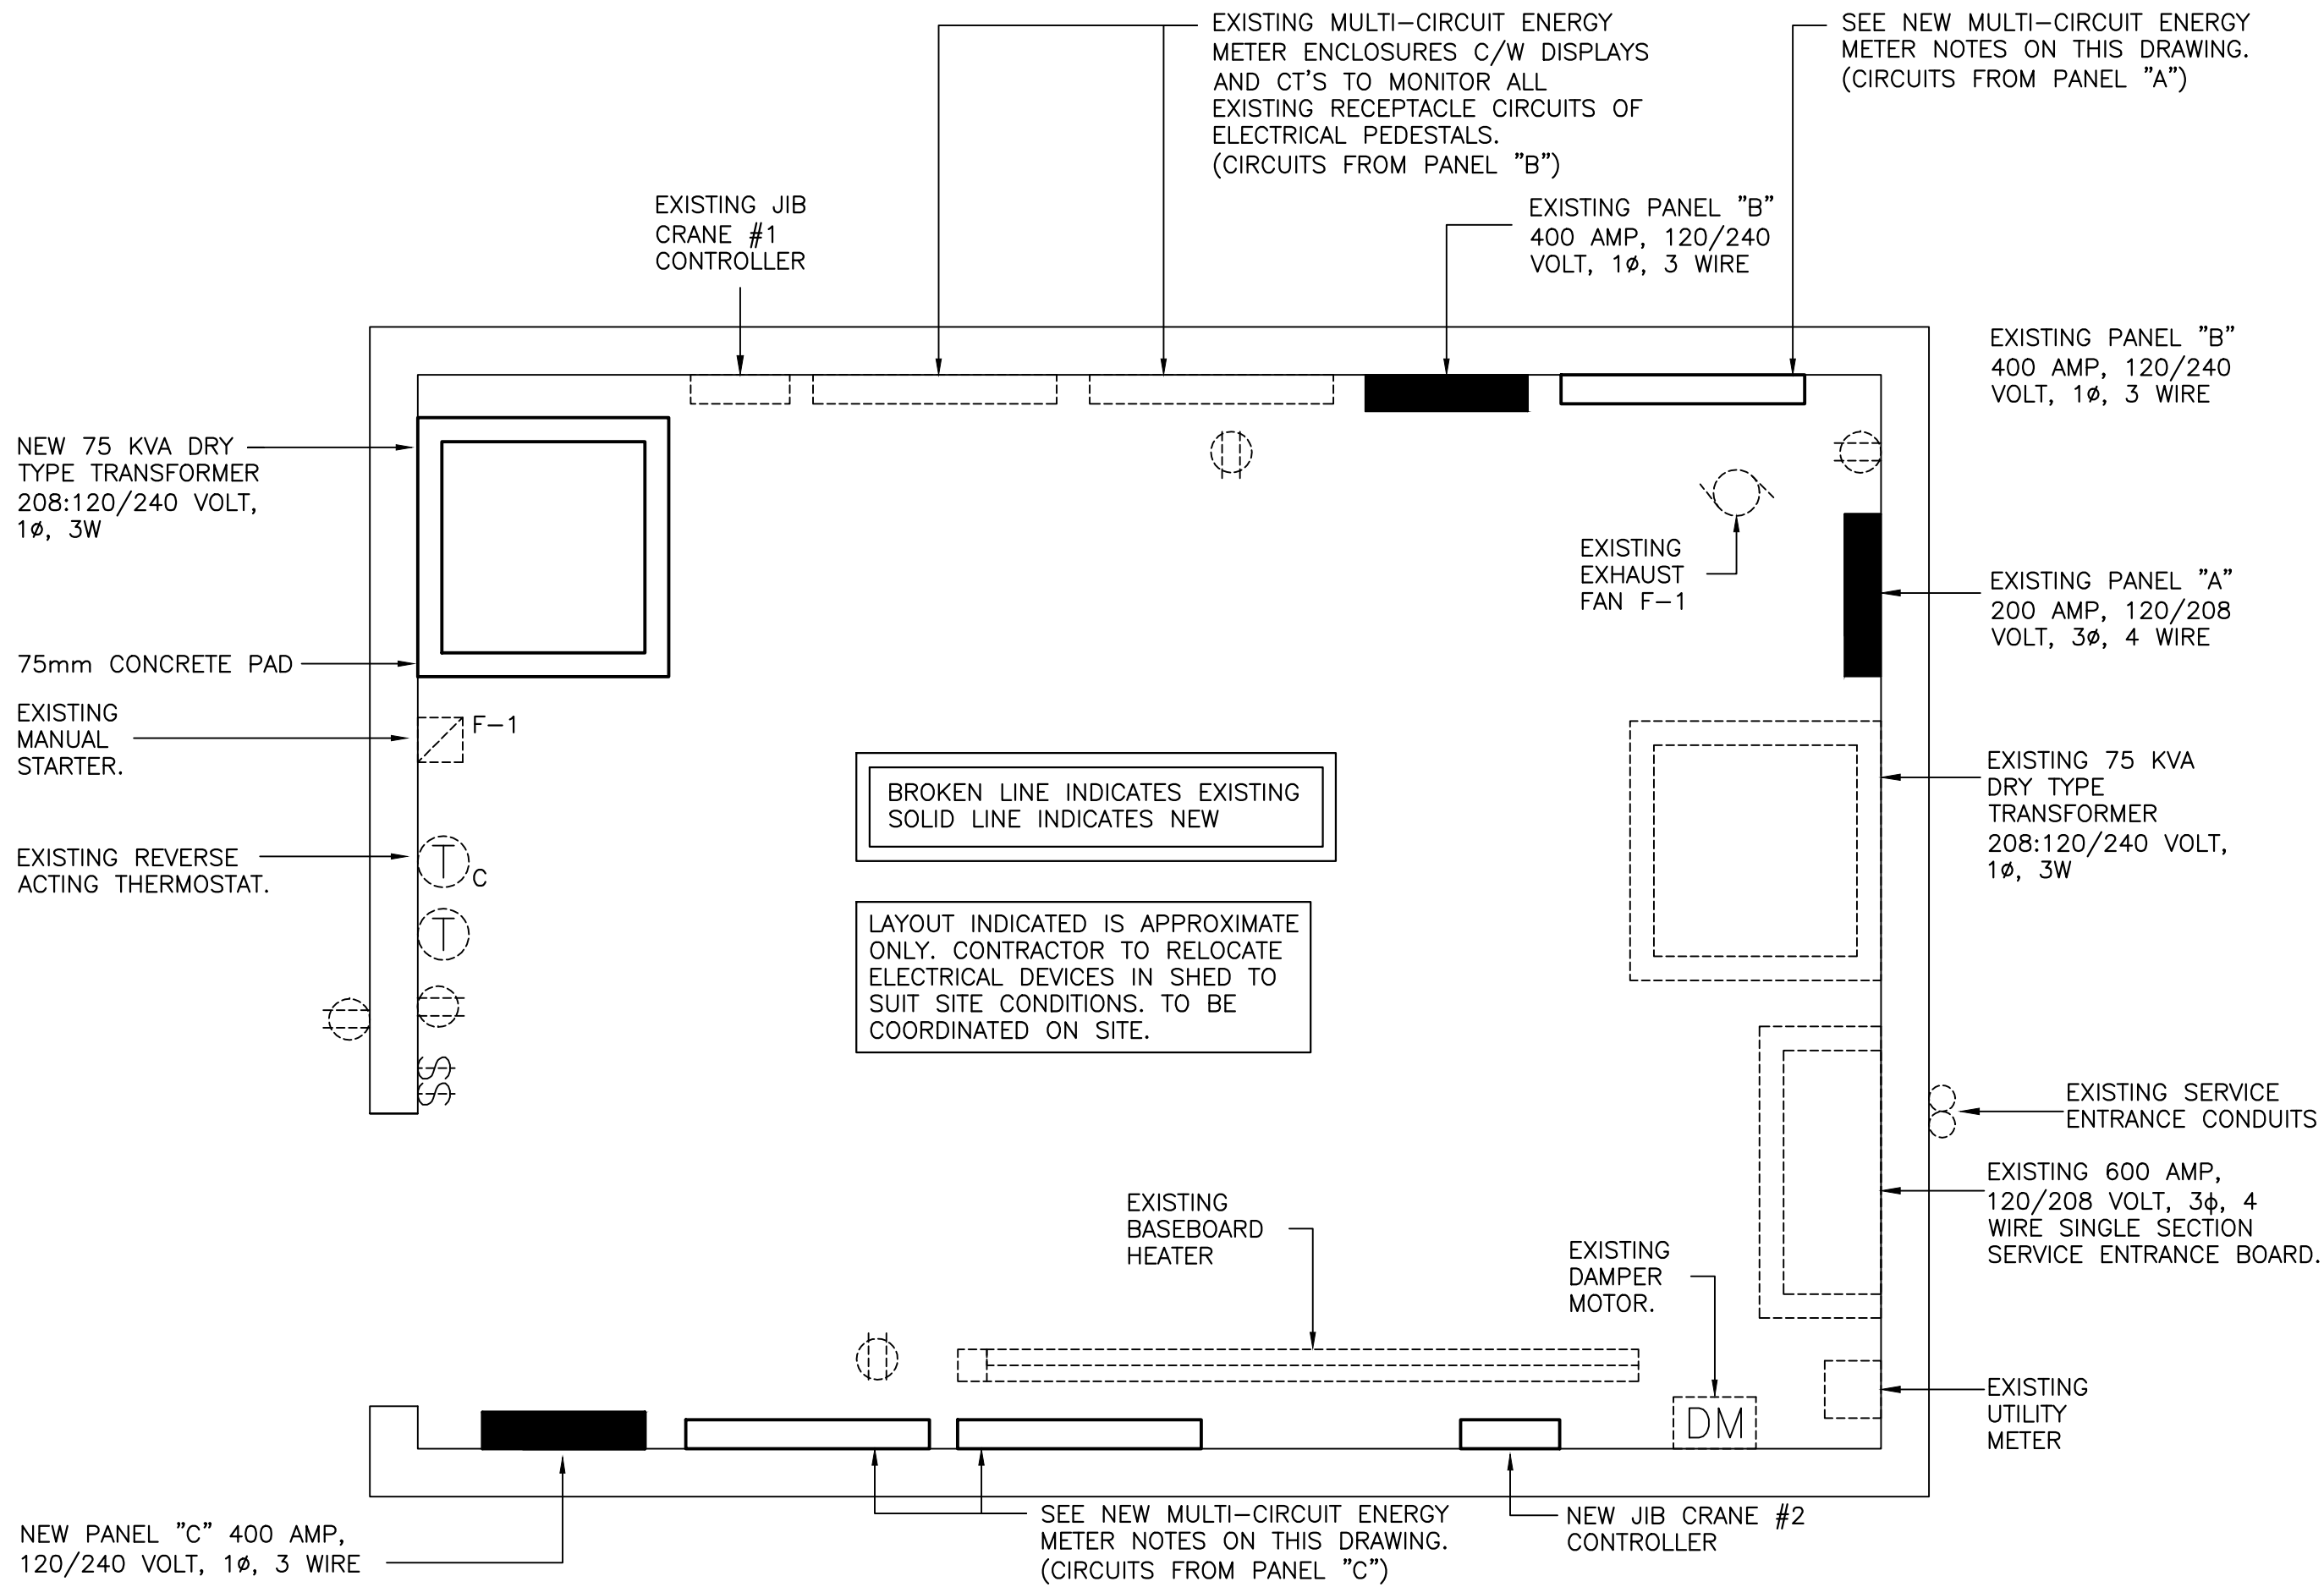 EXISTING MULTI-CIRCUIT ENERGY
METER ENCLOSURES C/W DISPLAYS
AND CT'S TO MONITOR ALL
EXISTING RECEPTACLE CIRCUITS OF
ELECTRICAL PEDESTALS.
(CIRCUITS FROM PANEL "B")
SEE NEW MULTI-CIRCUIT ENERGY
METER NOTES ON THIS DRAWING.
(CIRCUITS FROM PANEL "A")
EXISTING JIB
CRANE #1
CONTROLLER
EXISTING PANEL "B"
400 AMP, 120/240
VOLT, 1ø, 3 WIRE
EXISTING PANEL "B"
400 AMP, 120/240
VOLT, 1ø, 3 WIRE
NEW 75 KVA DRY
TYPE TRANSFORMER
208:120/240 VOLT,
1ø, 3W
EXISTING
EXHAUST
FAN F-1
EXISTING PANEL "A"
200 AMP, 120/208
VOLT, 3ø, 4 WIRE
75mm CONCRETE PAD
EXISTING
MANUAL
STARTER.
F-1
BROKEN LINE INDICATES EXISTING
SOLID LINE INDICATES NEW
EXISTING 75 KVA
DRY TYPE
TRANSFORMER
208:120/240 VOLT,
1ø, 3W
EXISTING REVERSE
ACTING THERMOSTAT.
T
C
T
LAYOUT INDICATED IS APPROXIMATE
ONLY. CONTRACTOR TO RELOCATE
ELECTRICAL DEVICES IN SHED TO
SUIT SITE CONDITIONS. TO BE
COORDINATED ON SITE.
S
S
EXISTING SERVICE
ENTRANCE CONDUITS
EXISTING 600 AMP,
120/208 VOLT, 3ϕ, 4
WIRE SINGLE SECTION
SERVICE ENTRANCE BOARD.
EXISTING
BASEBOARD
HEATER
EXISTING
DAMPER
MOTOR.
DM
EXISTING
UTILITY
METER
NEW PANEL "C" 400 AMP,
120/240 VOLT, 1ø, 3 WIRE
SEE NEW MULTI-CIRCUIT ENERGY
METER NOTES ON THIS DRAWING.
(CIRCUITS FROM PANEL "C")
NEW JIB CRANE #2
CONTROLLER